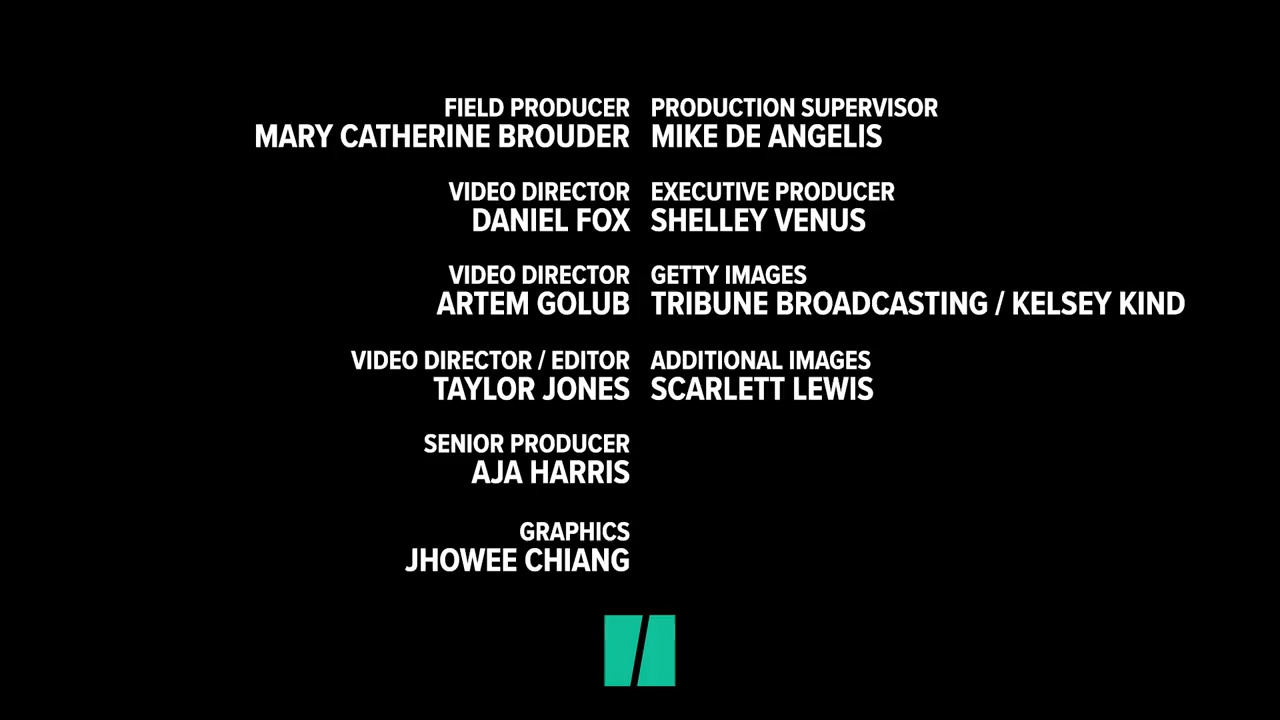 FIELD PRODUCER
MARY CATHERINE BROUDER
VIDEO DIRECTOR
DANIEL FOX
VIDEO DIRECTOR
ARTEM GOLUB
VIDEO DIRECTOR / EDITOR
TAYLOR JONES
SENIOR PRODUCER
AJA HARRIS
GRAPHICS
JHOWEE CHIANG
PRODUCTION SUPERVISOR
MIKE DE ANGELIS
EXECUTIVE PRODUCER
SHELLEY VENUS
GETTY IMAGES
TRIBUNE BROADCASTING / KELSEY KIND
ADDITIONAL IMAGES
SCARLETT LEWIS